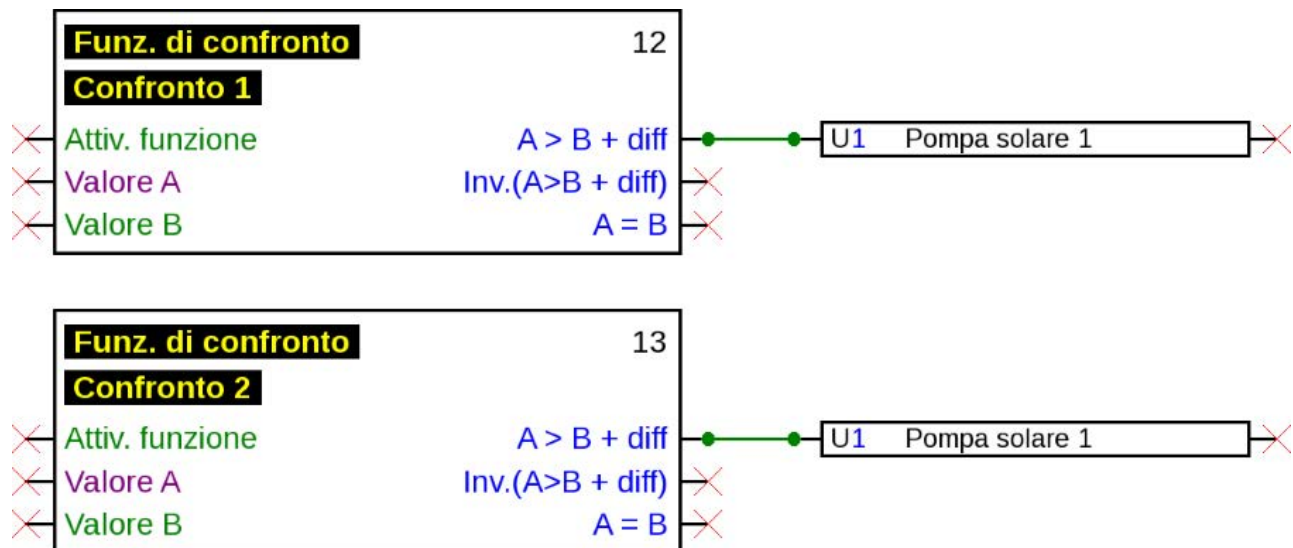 Funz. di confronto 12
Confronto 1
Attiv. funzione A > B + diff U1 Pompa solare 1
Valore A Inv.(A>B + diff)
Valore B A = B
Funz. di confronto 13
Confronto 2
Attiv. funzione A > B + diff U1 Pompa solare 1
Valore A Inv.(A>B + diff)
Valore B A = B